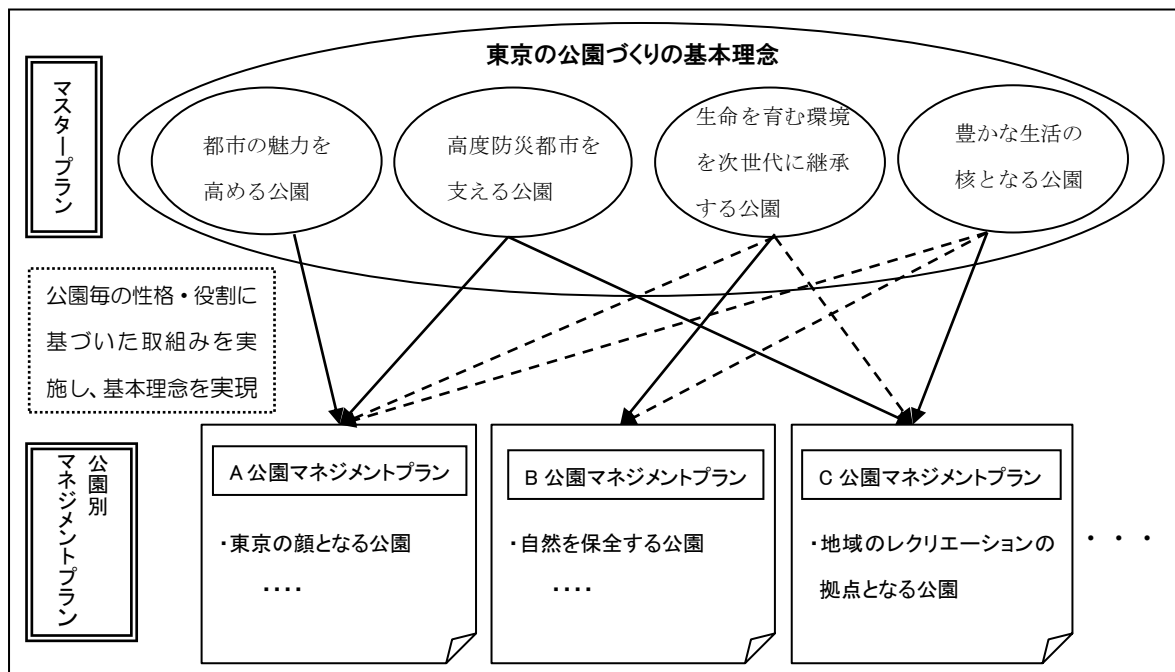 東京の公園づくりの基本理念
マスタープラン
都市の魅力を
高める公園
高度防災都市を
支える公園
生命を育む環境
を次世代に継承
する公園
豊かな生活の
核となる公園
公園毎の性格・役割に
基づいた取組みを実
施し、基本理念を実現
公園別
マネジメントプラン
A 公園マネジメントプラン
・東京の顔となる公園
‥‥
B 公園マネジメントプラン
・自然を保全する公園
‥‥
C 公園マネジメントプラン
・地域のレクリエーションの
拠点となる公園
・・・